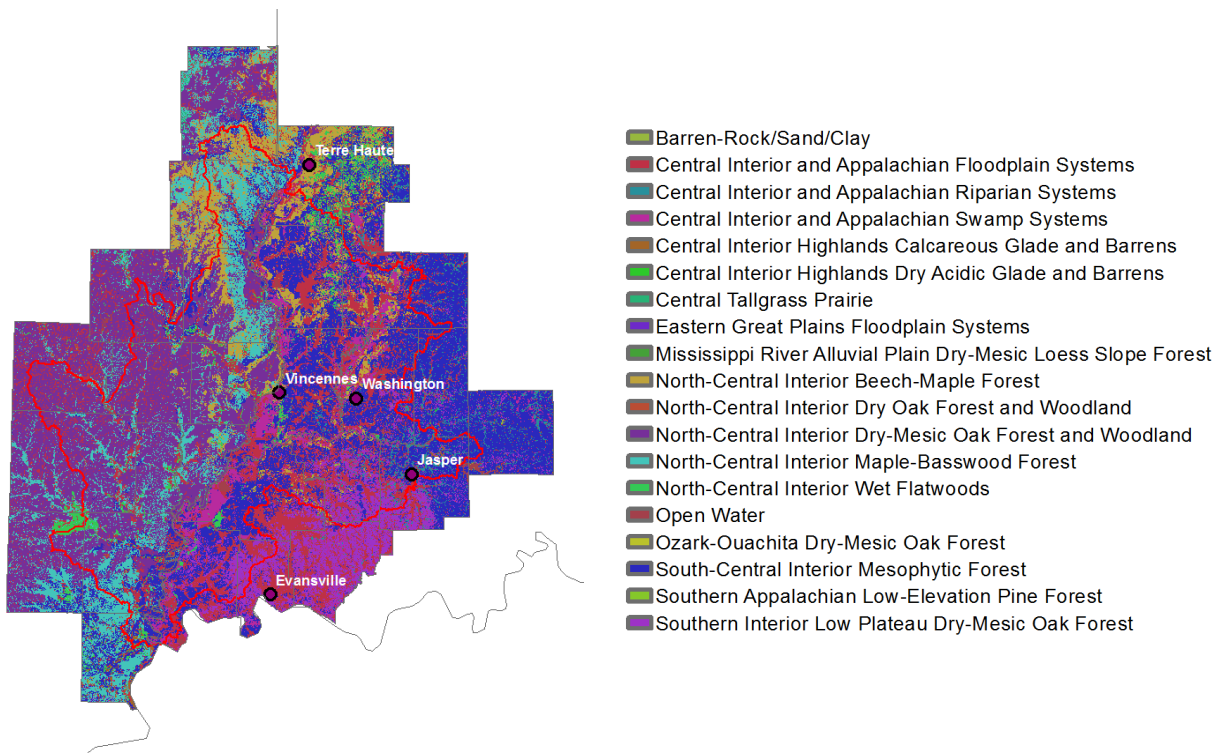 Terre Haute
Vincennes
Washington
Jasper
Evansville
Barren-Rock/Sand/Clay
Central Interior and Appalachian Floodplain Systems
Central Interior and Appalachian Riparian Systems
Central Interior and Appalachian Swamp Systems
Central Interior Highlands Calcareous Glade and Barrens
Central Interior Highlands Dry Acidic Glade and Barrens
Central Tallgrass Prairie
Eastern Great Plains Floodplain Systems
Mississippi River Alluvial Plain Dry-Mesic Loess Slope Forest
North-Central Interior Beech-Maple Forest
North-Central Interior Dry Oak Forest and Woodland
North-Central Interior Dry-Mesic Oak Forest and Woodland
North-Central Interior Maple-Basswood Forest
North-Central Interior Wet Flatwoods
Open Water
Ozark-Ouachita Dry-Mesic Oak Forest
South-Central Interior Mesophytic Forest
Southern Appalachian Low-Elevation Pine Forest
Southern Interior Low Plateau Dry-Mesic Oak Forest